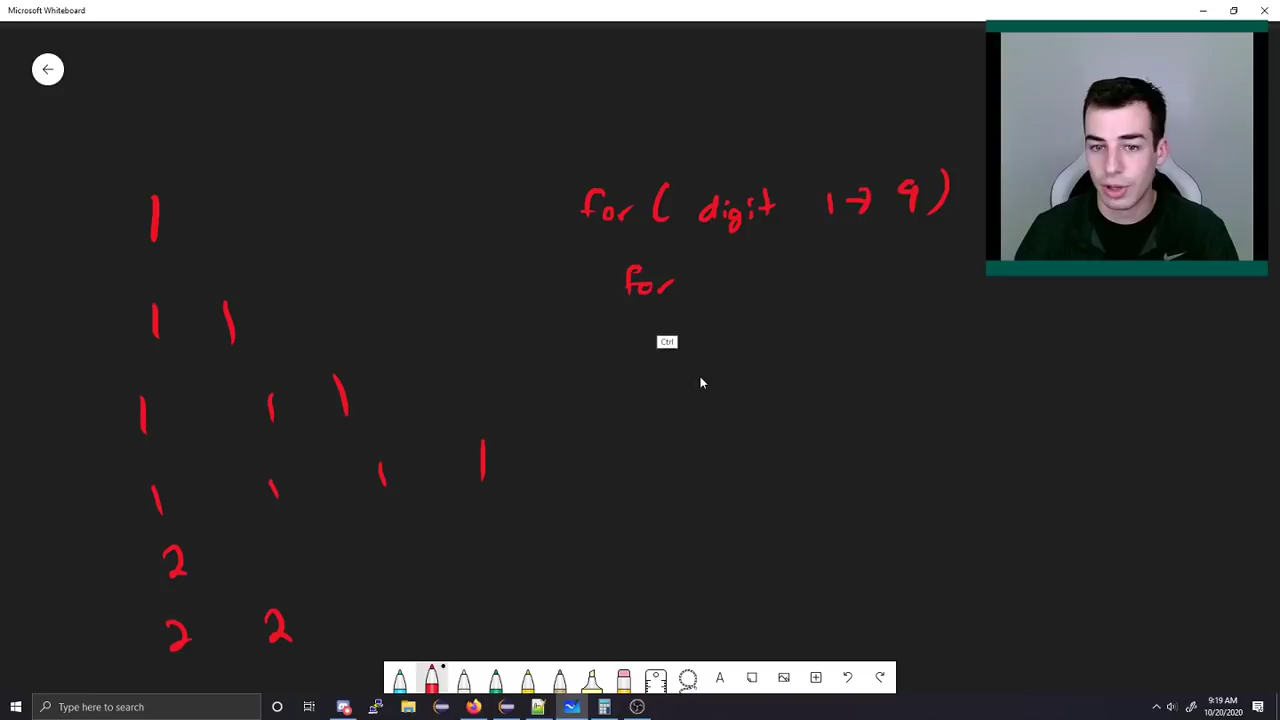 Microsoft Whiteboard
1
for ( digit 1 → 9 )
for
1 1
Ctrl
1 1 1
1 1 1 1
2
2 2
A
Type here to search
9:19 AM
10/20/2020